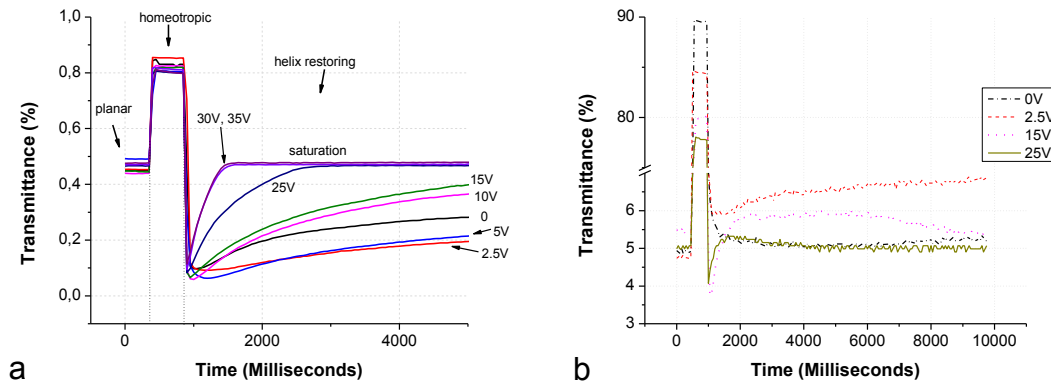 1,0
0,8
0,6
0,4
0,2
0,0
Transmittance (%)
homeotropic
planar
helix restoring
30V, 35V
saturation
25V
15V
10V
0
5V
2.5V
0
2000
4000
Time (Milliseconds)
a
90
80
6
5
4
3
Transmittance (%)
0V
2.5V
15V
25V
0
2000
4000
6000
8000
10000
Time (Milliseconds)
b